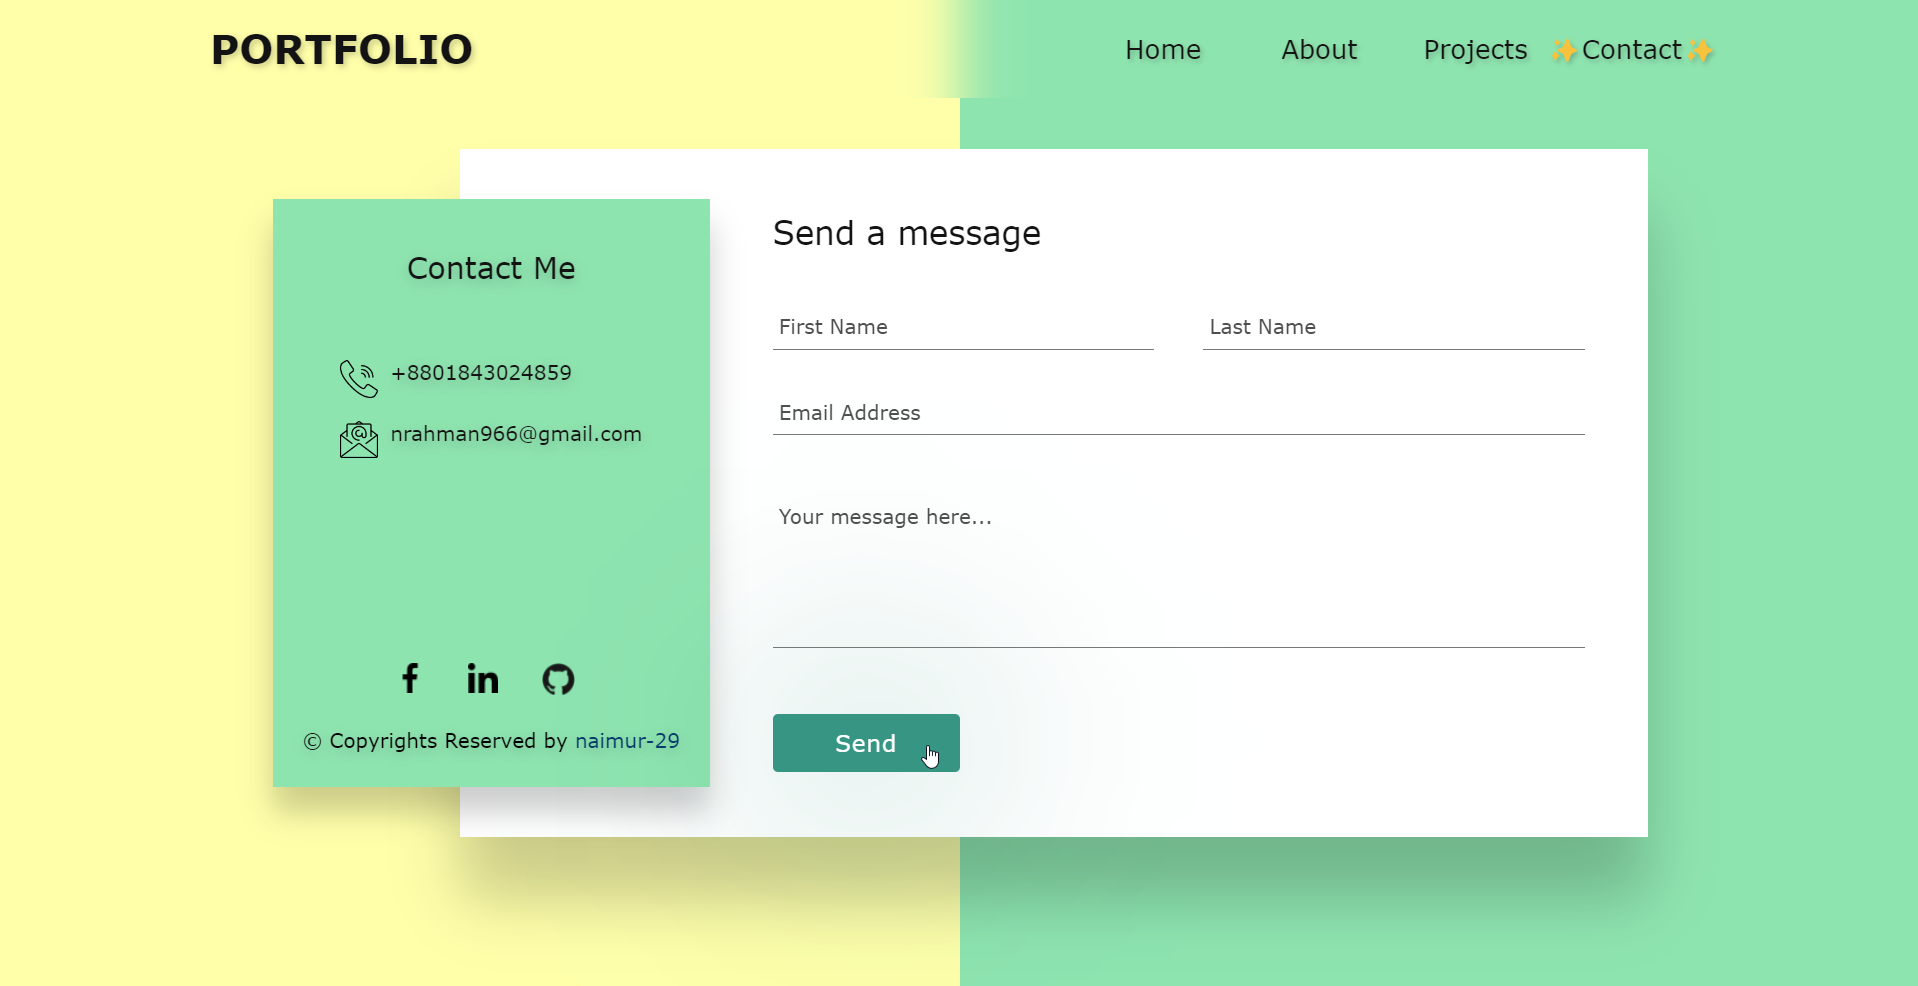 PORTFOLIO
Home About Projects ✨Contact✨
Contact Me
+8801843024859
nrahman966@gmail.com
© Copyrights Reserved by naimur-29
Send a message
First Name Last Name
Email Address
Your message here...
Send